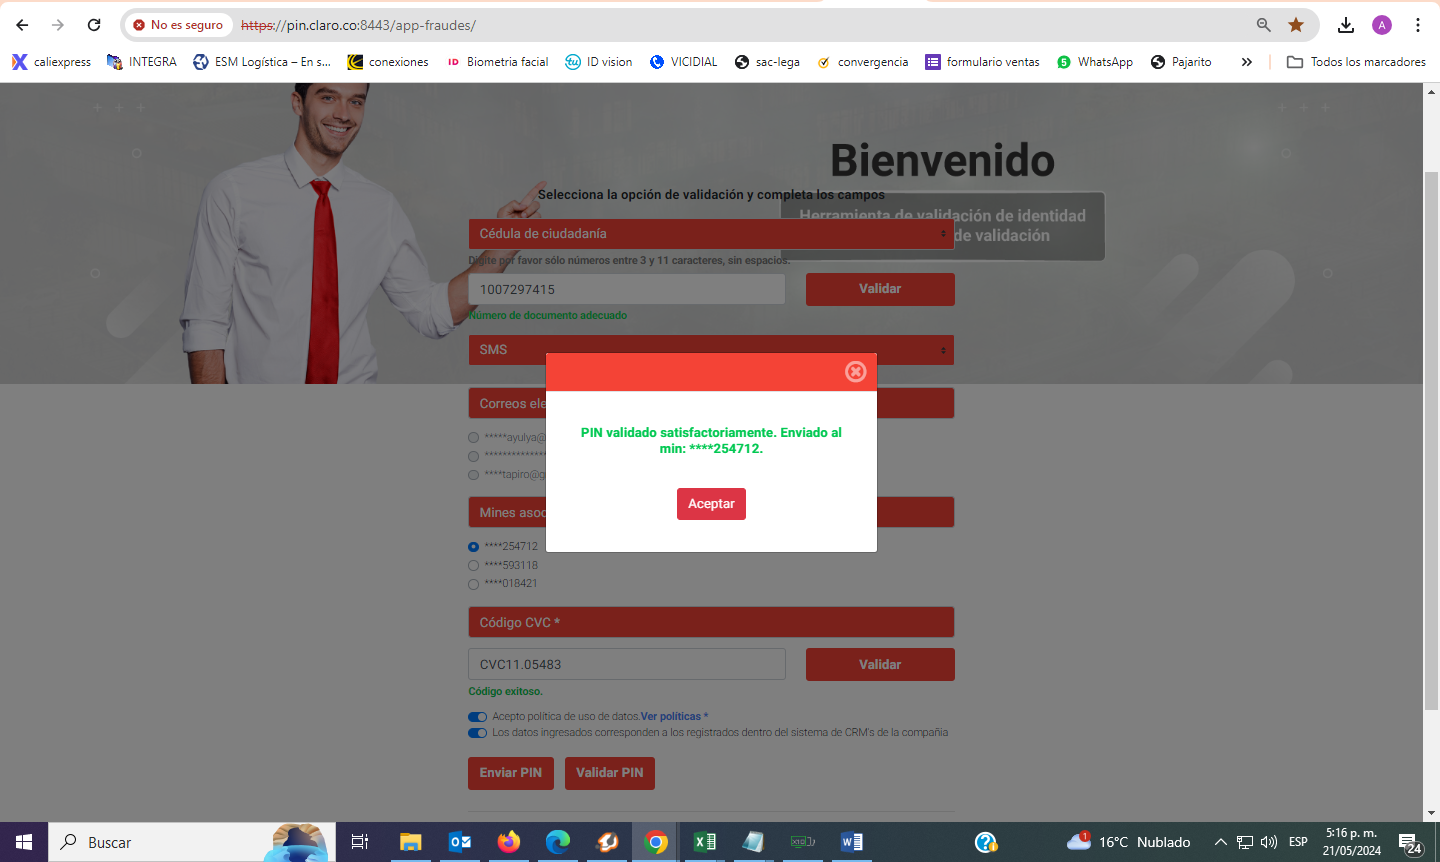 No es seguro
https://pin.claro.co:8443/app-fraudes/
A
caliexpress
INTEGRA
ESM Logística – En s...
conexiones
ID
Biometria facial
ID vision
VICIDIAL
sac-lega
convergencia
formulario ventas
WhatsApp
Pajarito
»
Todos los marcadores
Bienvenido
Herramienta de validación de identidad
de validación
Selecciona la opción de validación y completa los campos
Cédula de ciudadanía
Digite por favor sólo números entre 3 y 11 caracteres, sin espacios.
1007297415
Validar
Número de documento adecuado
SMS
Correos ele
*****ayulya@
****tapiro@g
PIN validado satisfactoriamente. Enviado al
min: ****254712.
Aceptar
Mines asoc
****254712
****593118
****018421
Código CVC *
CVC11.05483
Validar
Código exitoso.
Acepto política de uso de datos.Ver políticas *
Los datos ingresados corresponden a los registrados dentro del sistema de CRM's de la compañia
Enviar PIN
Validar PIN
Buscar
1
16°C Nublado
ESP
5:16 p. m.
21/05/2024
24